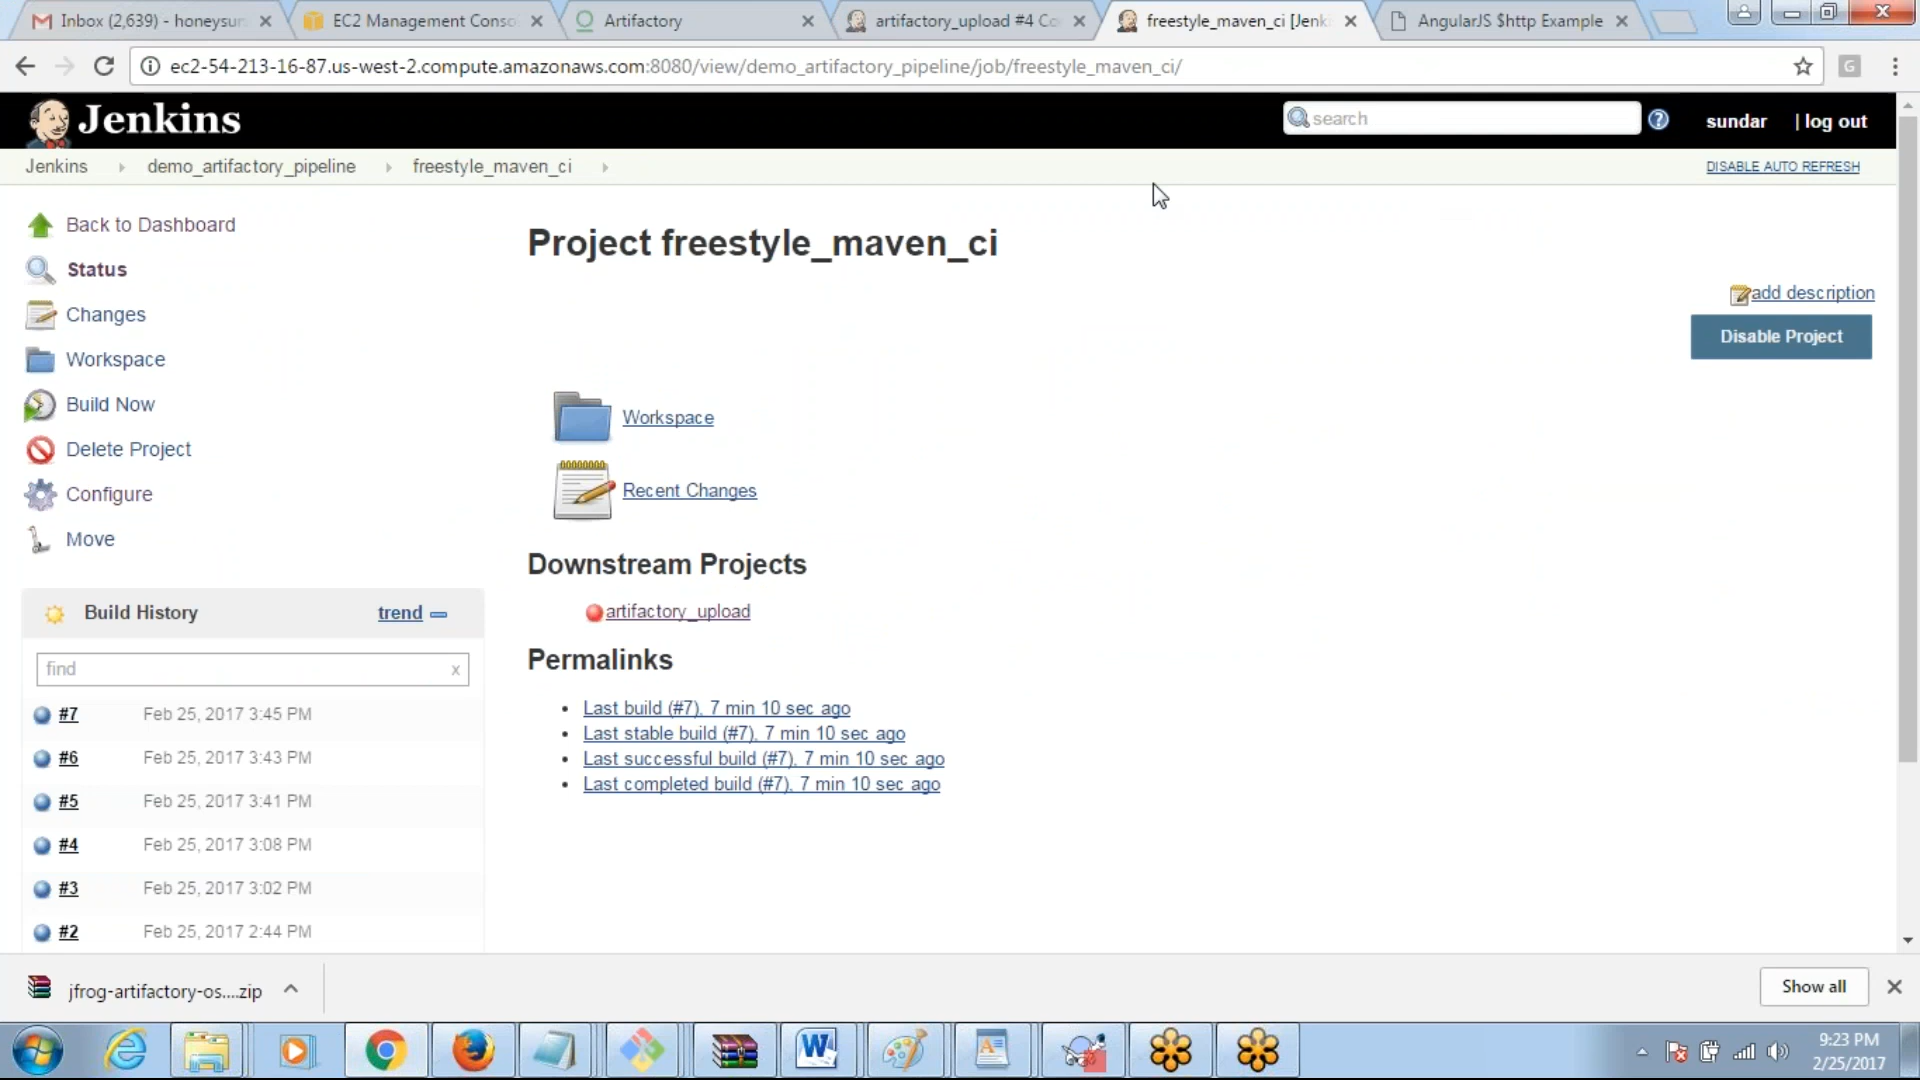 Inbox (2,639) - honeysun
EC2 Management Conso
Artifactory
artifactory_upload #4 Co
freestyle_maven_ci [Jenki
AngularJS $http Example
ec2-54-213-16-87.us-west-2.compute.amazonaws.com:8080/view/demo_artifactory_pipeline/job/freestyle_maven_ci/
G
Jenkins
search
?
sundar
| log out
Jenkins
demo_artifactory_pipeline
freestyle_maven_ci
DISABLE AUTO REFRESH
Back to Dashboard
Status
Changes
Workspace
Build Now
Delete Project
Configure
Move
Project freestyle_maven_ci
add description
Disable Project
Workspace
Recent Changes
Downstream Projects
artifactory_upload
Permalinks
• Last build (#7), 7 min 10 sec ago
• Last stable build (#7), 7 min 10 sec ago
• Last successful build (#7), 7 min 10 sec ago
• Last completed build (#7), 7 min 10 sec ago
Build History
trend
find
x
#7 Feb 25, 2017 3:45 PM
#6 Feb 25, 2017 3:43 PM
#5 Feb 25, 2017 3:41 PM
#4 Feb 25, 2017 3:08 PM
#3 Feb 25, 2017 3:02 PM
#2 Feb 25, 2017 2:44 PM
jfrog-artifactory-os....zip
Show all
9:23 PM
2/25/2017